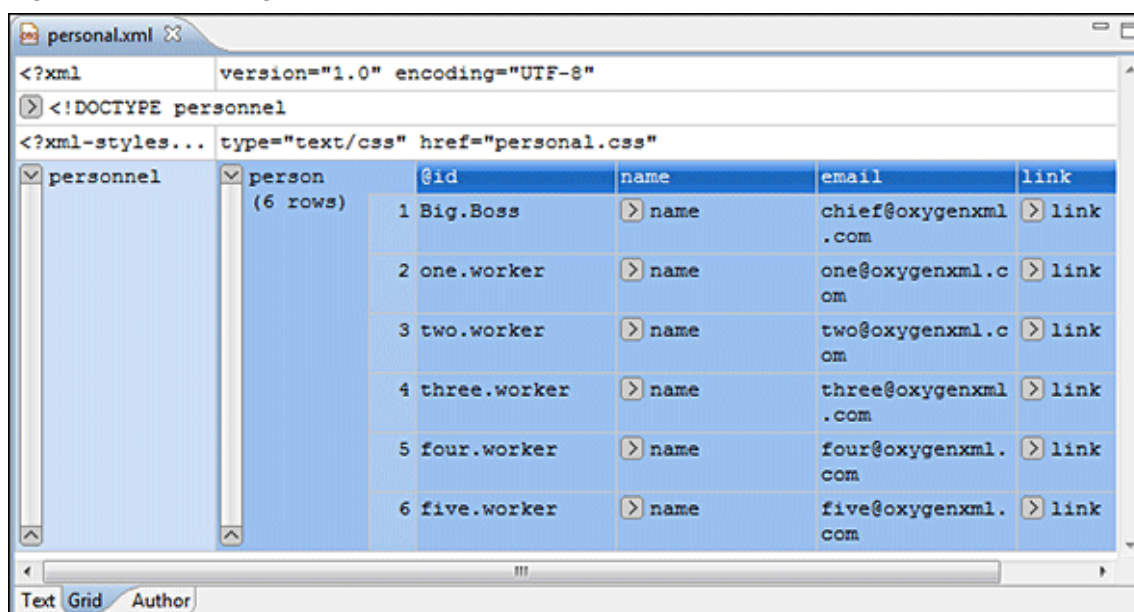 personal.xml
<?xml version="1.0" encoding="UTF-8"
<!DOCTYPE personnel
<?xml-styles... type="text/css" href="personal.css"
personnel person @id name email link
(6 rows) 1 Big.Boss name chief@oxygenxml link
.com
2 one.worker name one@oxygenxml.c link
om
3 two.worker name two@oxygenxml.c link
om
4 three.worker name three@oxygenxml link
.com
5 four.worker name four@oxygenxml. link
com
6 five.worker name five@oxygenxml. link
com
Text Grid Author